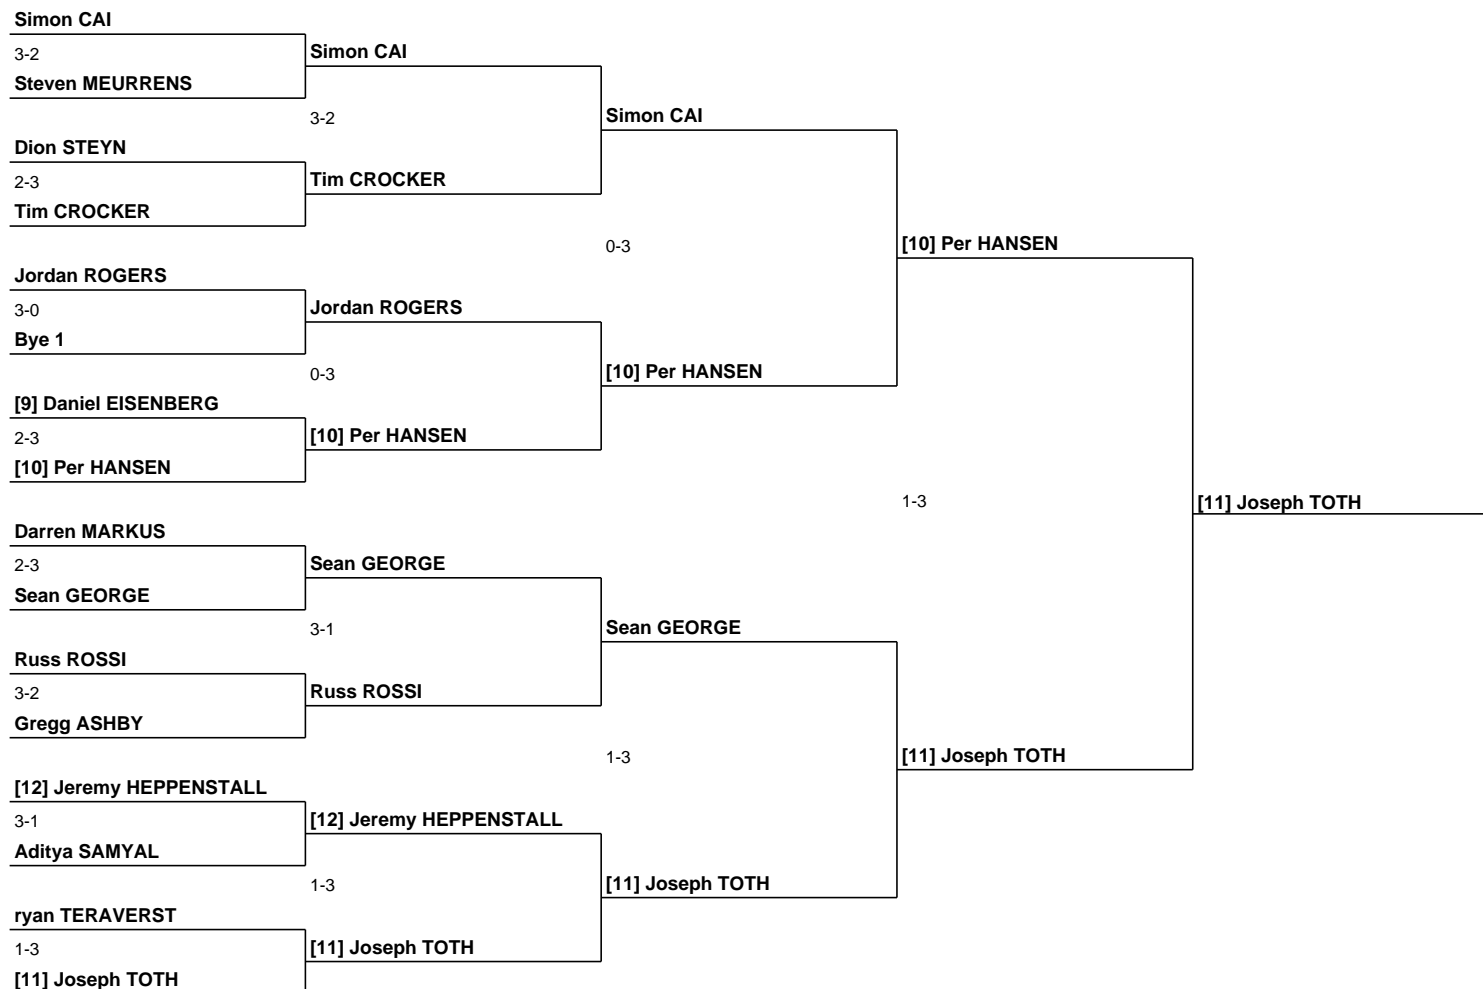 Simon CAI
3-2
Simon CAI
Steven MEURRENS
3-2
Simon CAI
Dion STEYN
2-3
Tim CROCKER
Tim CROCKER
0-3
[10] Per HANSEN
Jordan ROGERS
3-0
Jordan ROGERS
Bye 1
0-3
[10] Per HANSEN
[9] Daniel EISENBERG
2-3
[10] Per HANSEN
[10] Per HANSEN
1-3
[11] Joseph TOTH
Darren MARKUS
2-3
Sean GEORGE
Sean GEORGE
3-1
Sean GEORGE
Russ ROSSI
3-2
Russ ROSSI
Gregg ASHBY
1-3
[11] Joseph TOTH
[12] Jeremy HEPPENSTALL
3-1
[12] Jeremy HEPPENSTALL
Aditya SAMYAL
1-3
[11] Joseph TOTH
ryan TERAVERST
1-3
[11] Joseph TOTH
[11] Joseph TOTH